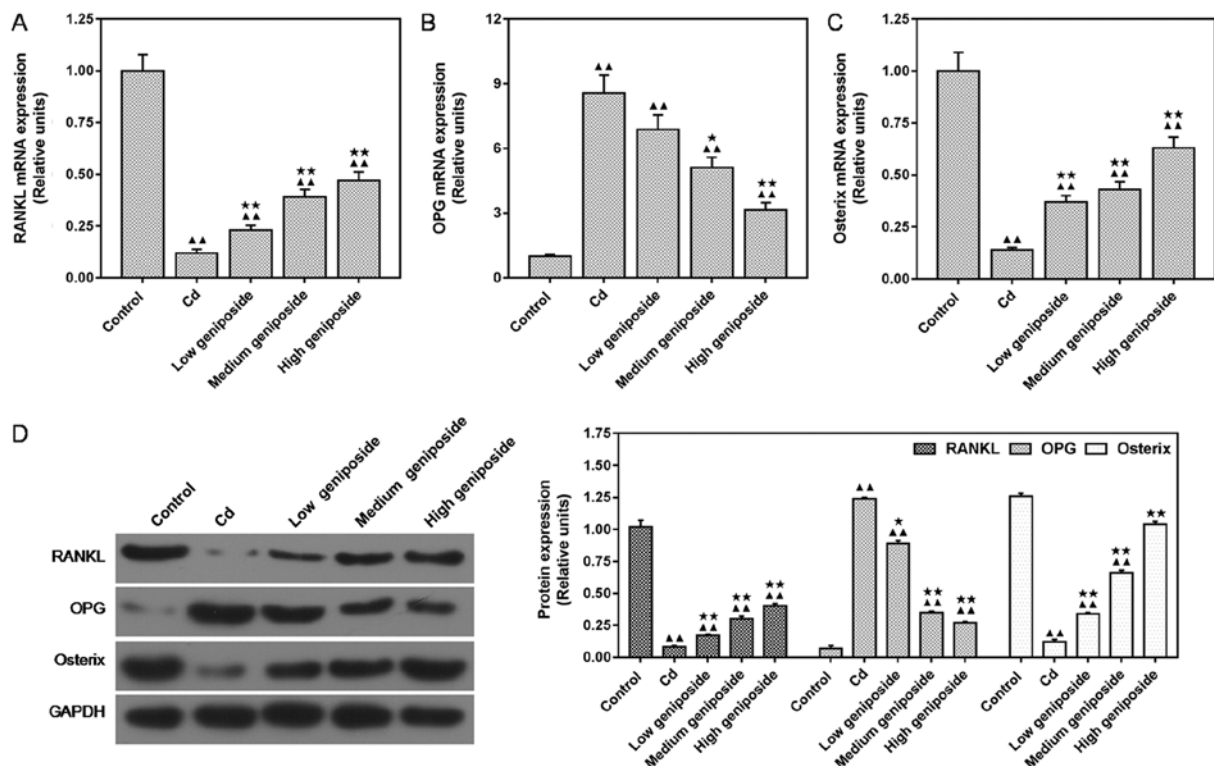 A
RANKL mRNA expression
(Relative units)
1.25
1.00
0.75
0.50
0.25
0.00
▲▲
★★
▲▲
★★
▲▲
★★
▲▲
Control
Cd
Low geniposide
Medium geniposide
High geniposide
B
OPG mRNA expression
(Relative units)
12
9
6
3
0
▲▲
▲▲
★
▲▲
★★
▲▲
Control
Cd
Low geniposide
Medium geniposide
High geniposide
C
Osterix mRNA expression
(Relative units)
1.25
1.00
0.75
0.50
0.25
0.00
▲▲
★★
▲▲
★★
▲▲
★★
▲▲
Control
Cd
Low geniposide
Medium geniposide
High geniposide
D
Control
Cd
Low geniposide
Medium geniposide
High geniposide
RANKL
OPG
Osterix
GAPDH
Protein expression
(Relative units)
1.75
1.50
1.25
1.00
0.75
0.50
0.25
0.00
RANKL OPG Osterix
▲▲
★★
▲▲
★★
▲▲
★★
▲▲
▲▲
★
▲▲
★★
▲▲
★★
▲▲
▲▲
★★
▲▲
★★
▲▲
★★
Control
Cd
Low geniposide
Medium geniposide
High geniposide
Control
Cd
Low geniposide
Medium geniposide
High geniposide
Control
Cd
Low geniposide
Medium geniposide
High geniposide